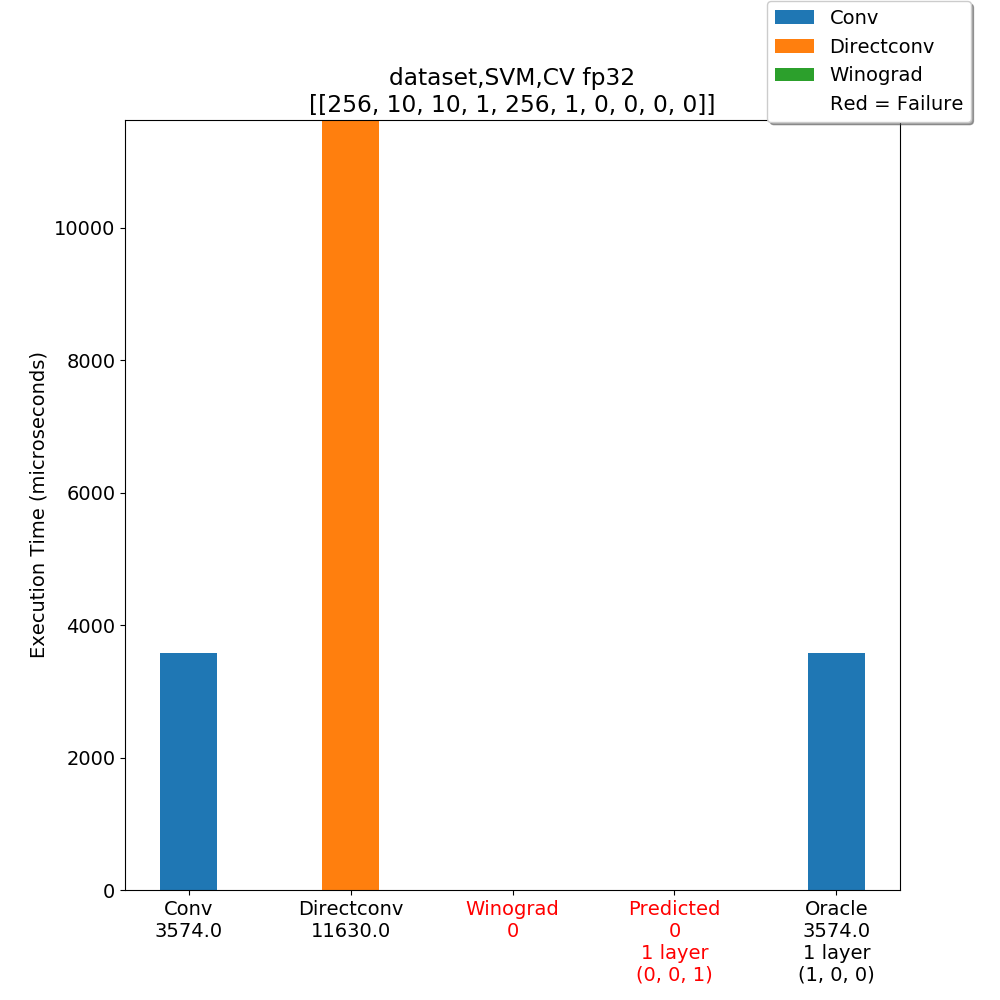 Conv
Directconv
Winograd
Red = Failure
dataset,SVM,CV fp32
[[256, 10, 10, 1, 256, 1, 0, 0, 0, 0]]
Execution Time (microseconds)
10000
8000
6000
4000
2000
0
Conv
3574.0
Directconv
11630.0
Winograd
0
Predicted
0
1 layer
(0, 0, 1)
Oracle
3574.0
1 layer
(1, 0, 0)